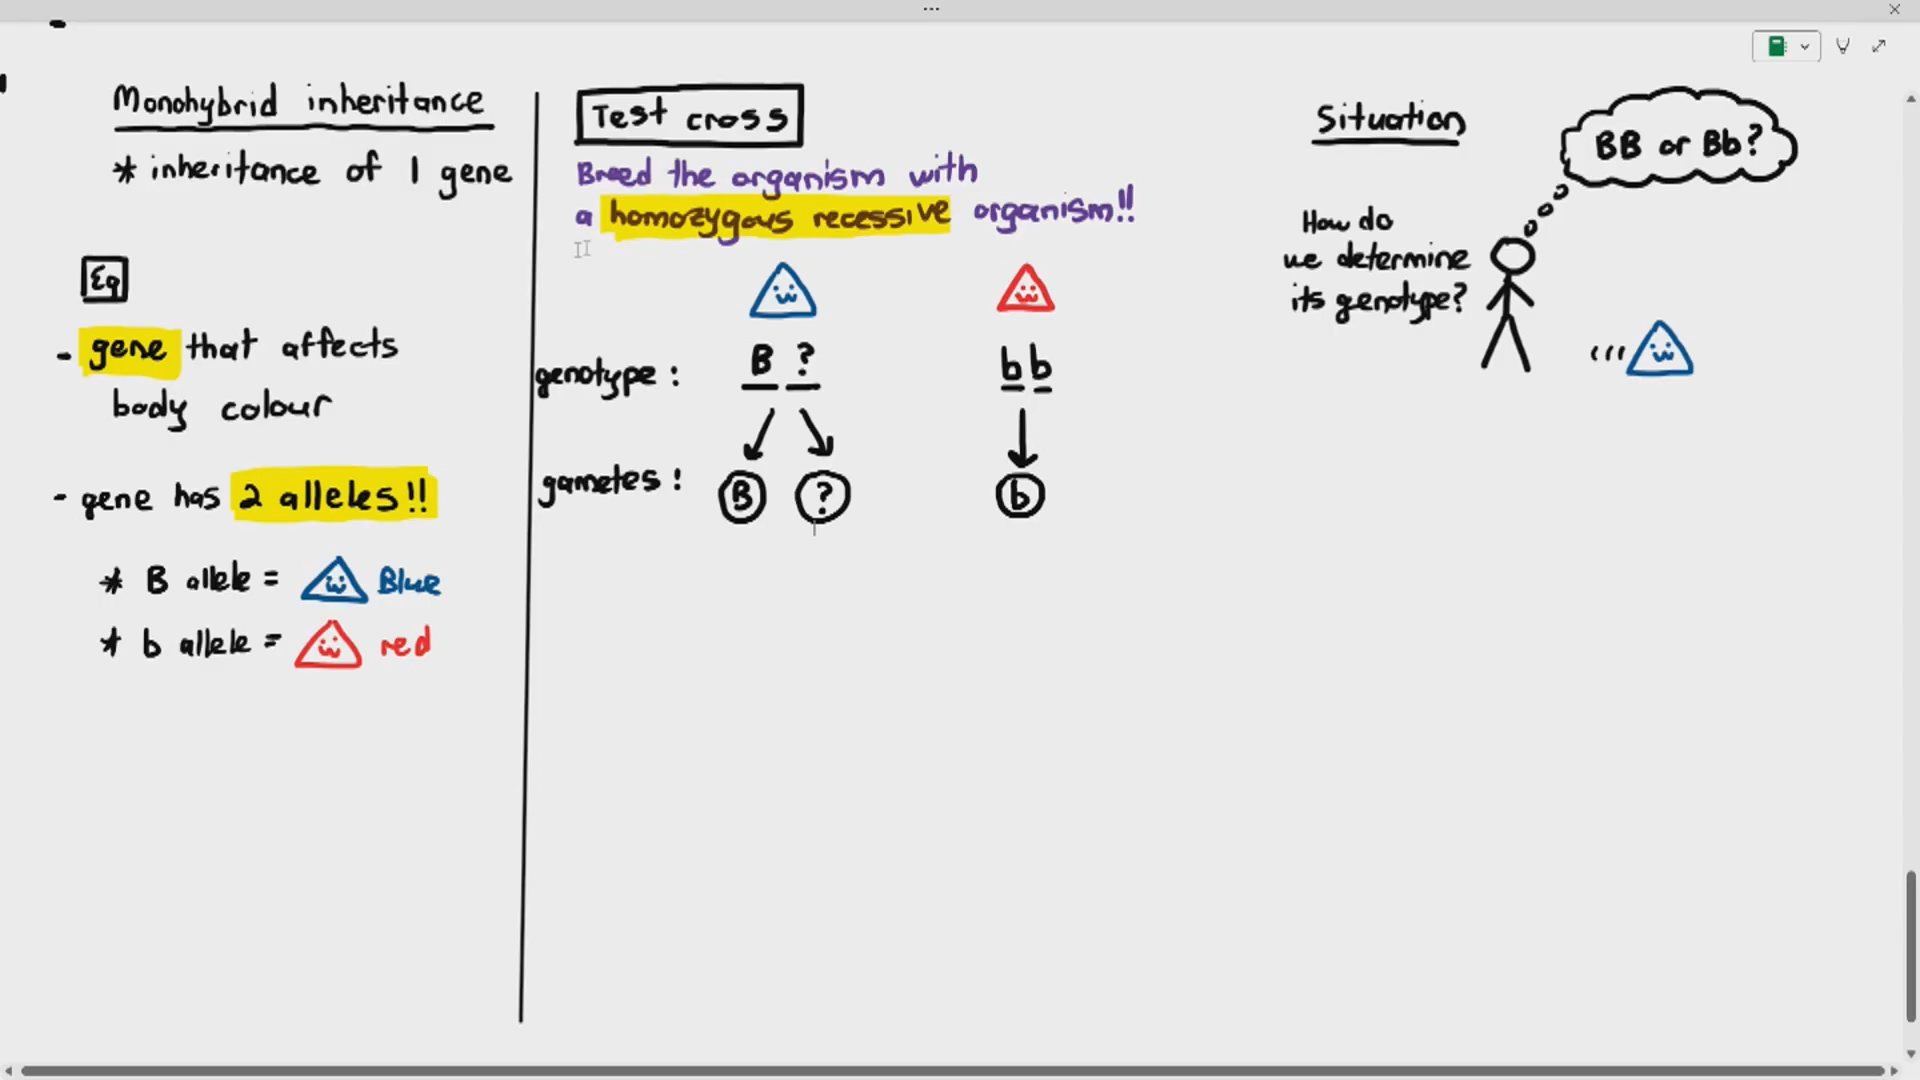 Monohybrid inheritance
* inheritance of 1 gene
Eg
- gene that affects
body colour
- gene has 2 alleles!!
* B allele = Blue
* b allele = red
Test cross
Breed the organism with
a homozygous recessive organism!!
genotype : B ? bb
gametes : B ? b
Situation
BB or Bb?
How do
we determine
its genotype?